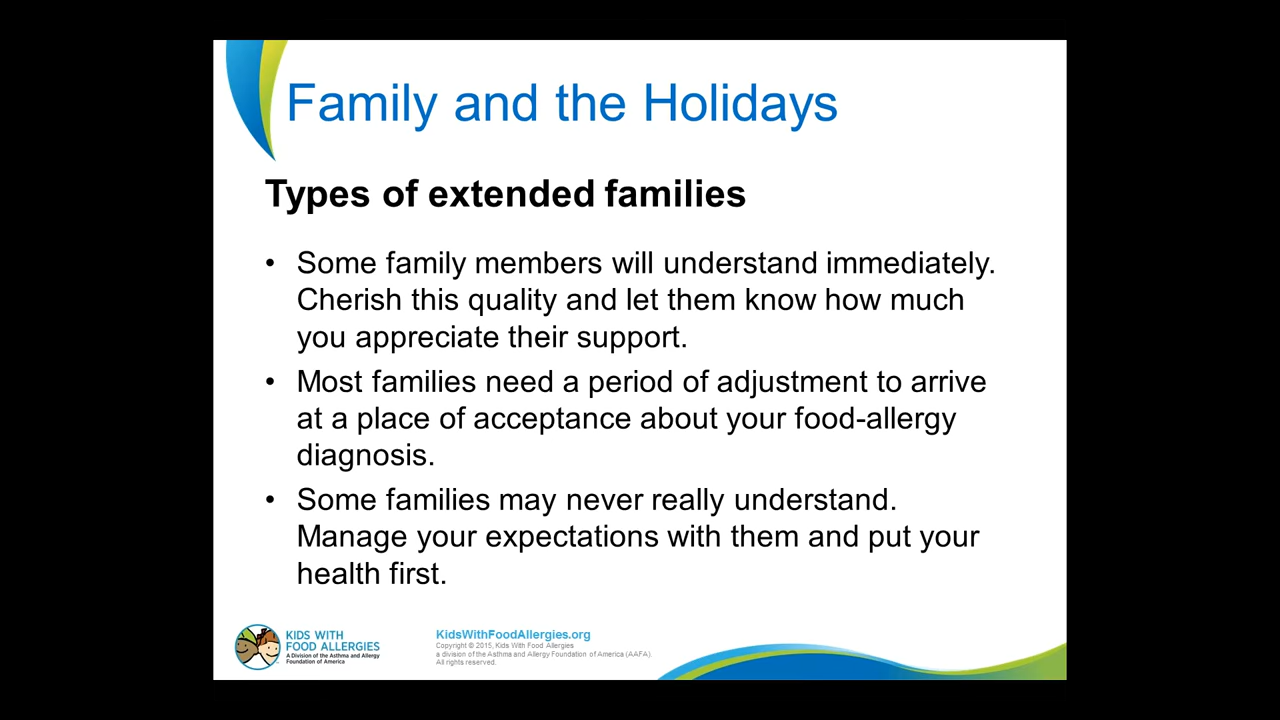 Family and the Holidays
Types of extended families
• Some family members will understand immediately.
Cherish this quality and let them know how much
you appreciate their support.
• Most families need a period of adjustment to arrive
at a place of acceptance about your food-allergy
diagnosis.
• Some families may never really understand.
Manage your expectations with them and put your
health first.
KIDS WITH
FOOD ALLERGIES
A Division of the Asthma and Allergy
Foundation of America
KidsWithFoodAllergies.org
Copyright © 2015, Kids With Food Allergies
a division of the Asthma and Allergy Foundation of America (AAFA).
All rights reserved.